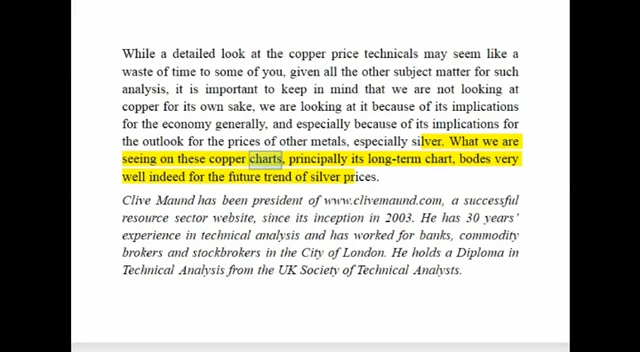 While a detailed look at the copper price technicals may seem like a
waste of time to some of you, given all the other subject matter for such
analysis, it is important to keep in mind that we are not looking at
copper for its own sake, we are looking at it because of its implications
for the economy generally, and especially because of its implications for
the outlook for the prices of other metals, especially silver. What we are
seeing on these copper charts, principally its long-term chart, bodes very
well indeed for the future trend of silver prices.
Clive Maund has been president of www.clivemaund.com, a successful
resource sector website, since its inception in 2003. He has 30 years’
experience in technical analysis and has worked for banks, commodity
brokers and stockbrokers in the City of London. He holds a Diploma in
Technical Analysis from the UK Society of Technical Analysts.